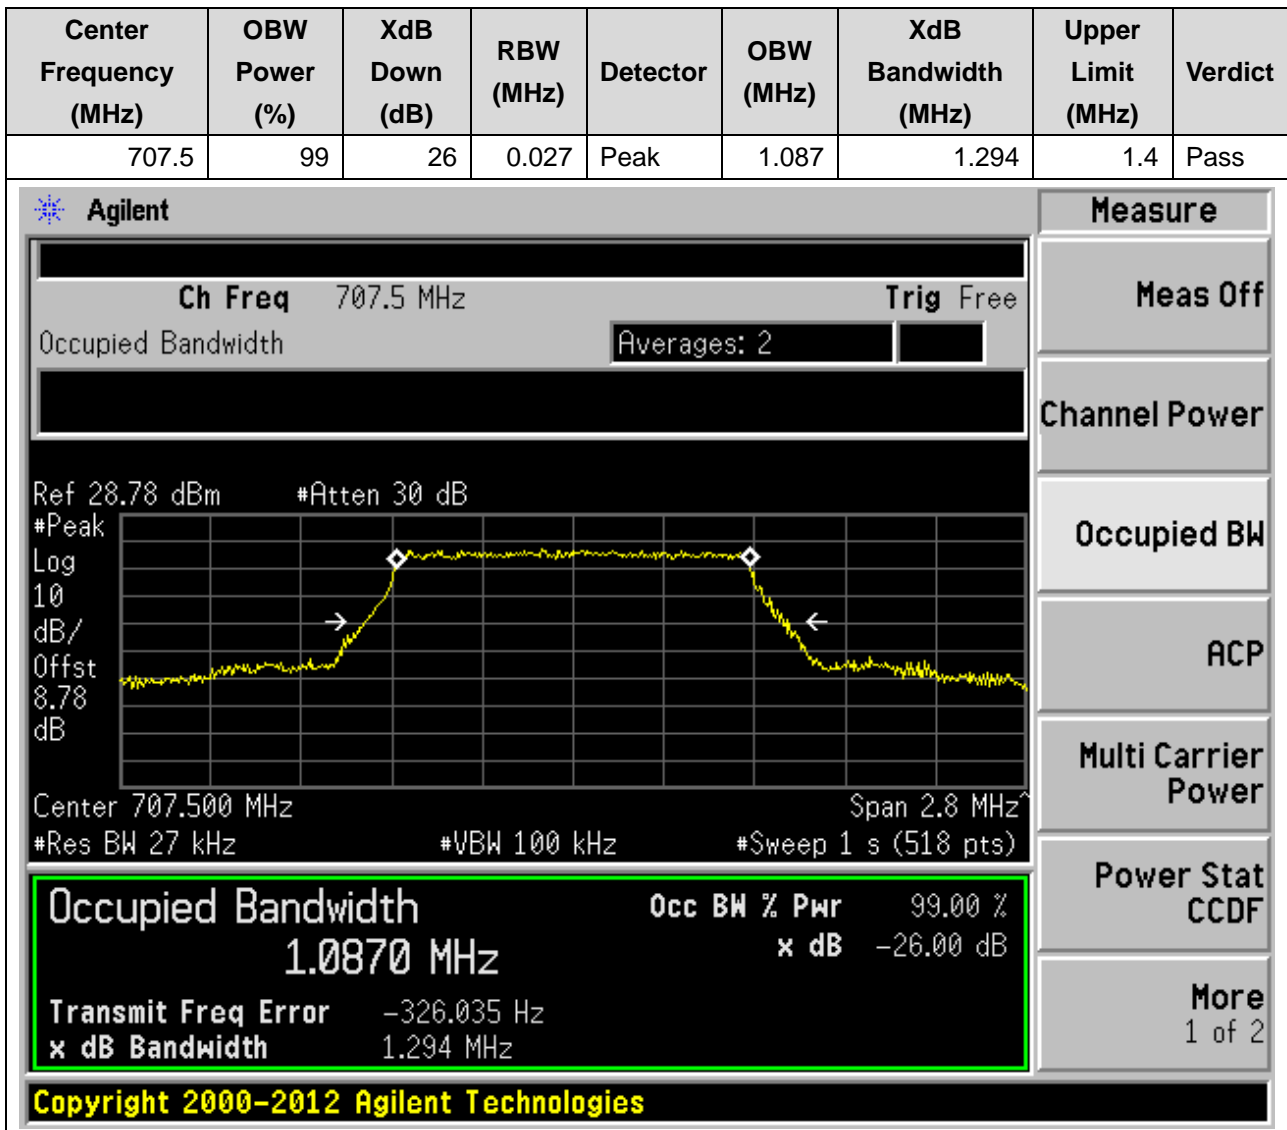 Center Frequency (MHz) OBW Power (%) XdB Down (dB) RBW (MHz) Detector OBW (MHz) XdB Bandwidth (MHz) Upper Limit (MHz) Verdict
707.5 99 26 0.027 Peak 1.087 1.294 1.4 Pass
Agilent
Measure
Ch Freq 707.5 MHz Trig Free
Occupied Bandwidth Averages: 2
Meas Off
Channel Power
Occupied BW
ACP
Multi Carrier
Power
Power Stat
CCDF
More
1 of 2
Ref 28.78 dBm #Atten 30 dB
#Peak
Log
10
dB/
Offst
8.78
dB
Center 707.500 MHz Span 2.8 MHz^
#Res BW 27 kHz #VBW 100 kHz #Sweep 1 s (518 pts)
Occupied Bandwidth Occ BW % Pwr 99.00 %
1.0870 MHz x dB -26.00 dB
Transmit Freq Error -326.035 Hz
x dB Bandwidth 1.294 MHz
Copyright 2000-2012 Agilent Technologies